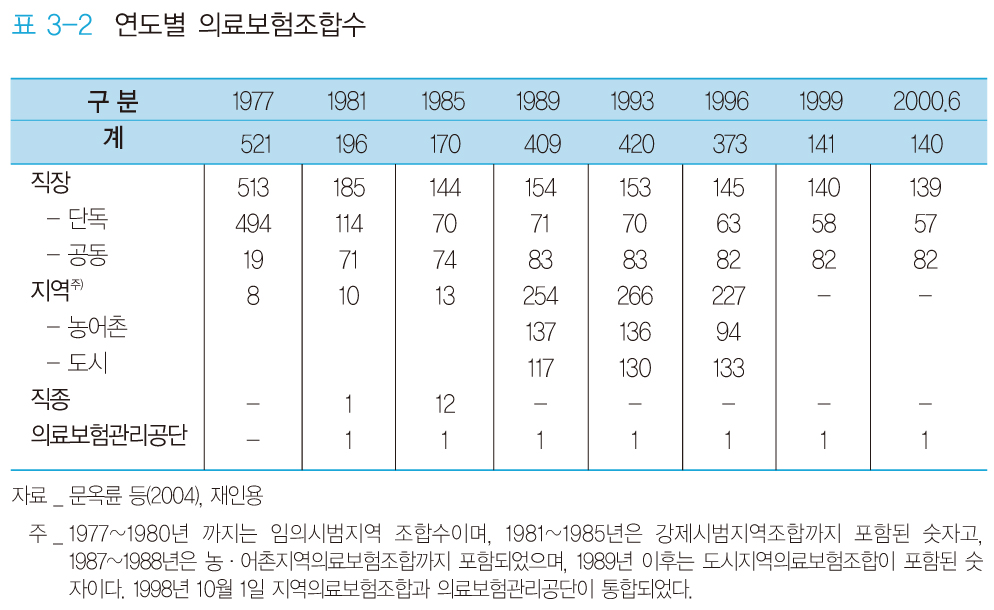 표 3-2 연도별 의료보험조합수
구 분 1977 1981 1985 1989 1993 1996 1999 2000.6
계 521 196 170 409 420 373 141 140
직장 513 185 144 154 153 145 140 139
- 단독 494 114 70 71 70 63 58 57
- 공동 19 71 74 83 83 82 82 82
지역주) 8 10 13 254 266 227 - -
- 농어촌 137 136 94
- 도시 117 130 133
직종 - 1 12 - - - - -
의료보험관리공단 - 1 1 1 1 1 1 1
자료 _ 문옥륜 등(2004), 재인용
주 _ 1977~1980년 까지는 임의시범지역 조합수이며, 1981~1985년은 강제시범지역조합까지 포함된 숫자고,
1987~1988년은 농·어촌지역의료보험조합까지 포함되었으며, 1989년 이후는 도시지역의료보험조합이 포함된 숫
자이다. 1998년 10월 1일 지역의료보험조합과 의료보험관리공단이 통합되었다.